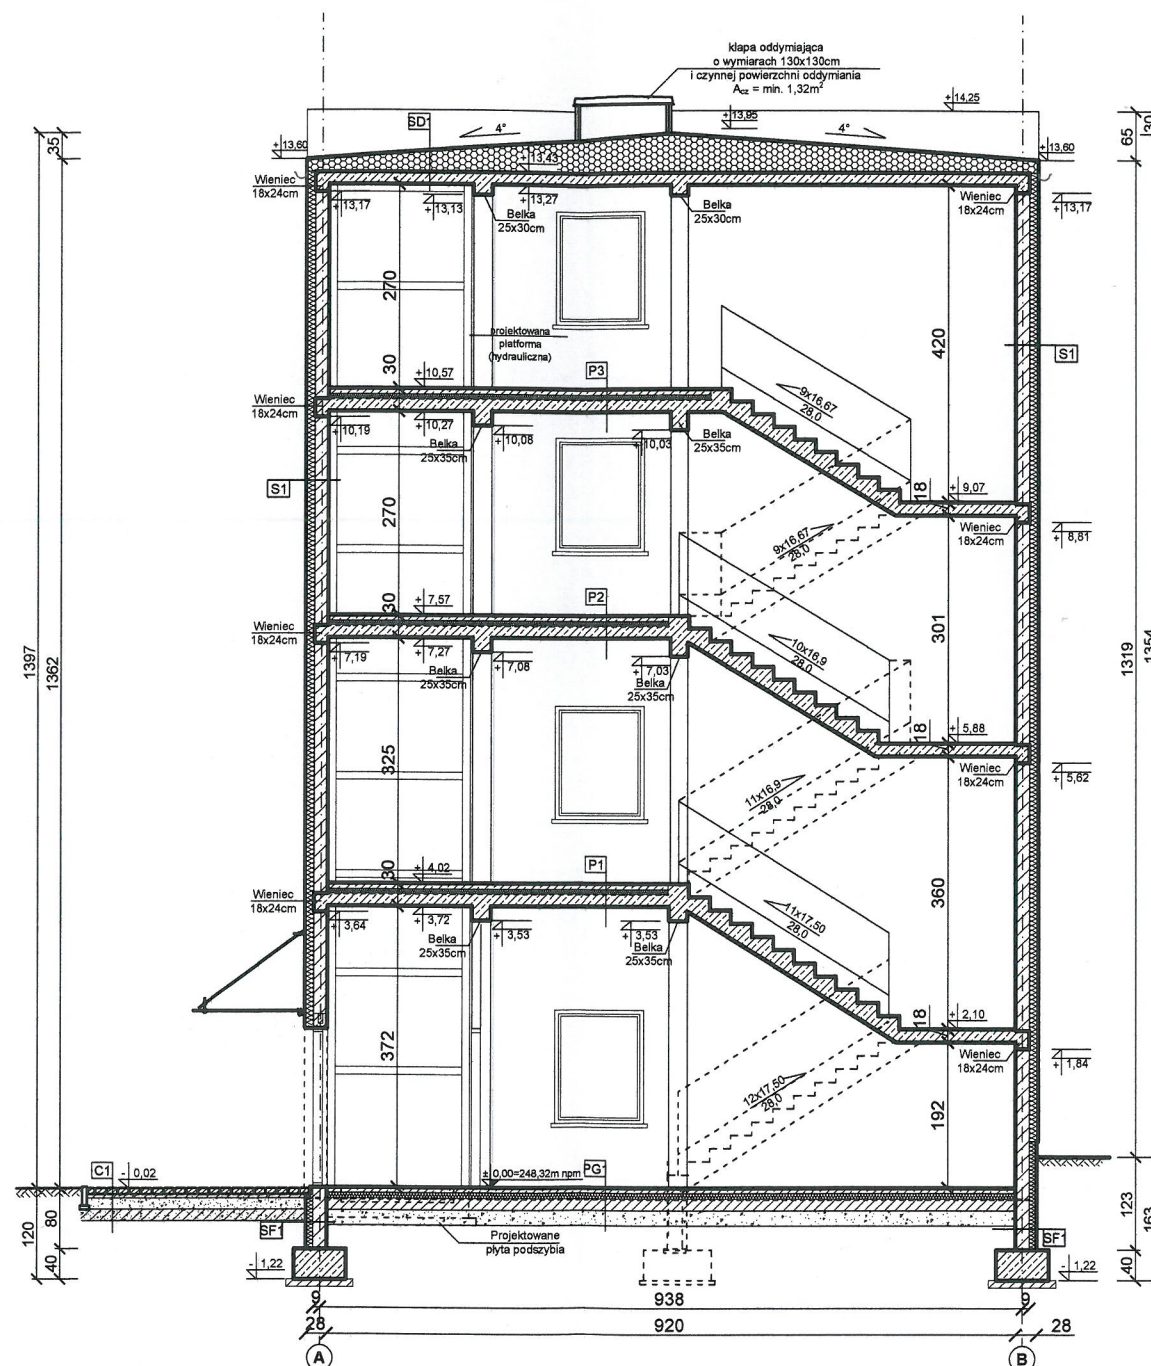 klapa oddymiająca
o wymiarach 130x130cm
i czynnej powierzchni oddymiania
Acz = min. 1,32m²
+ 14,25
+ 13,95
SD1
4°
4°
+ 13,60
+ 13,60
35
30
65
+ 13,43
Wieniec
18x24cm
+ 13,17
+ 13,13
+ 13,27
Belka
25x30cm
Belka
25x30cm
Wieniec
18x24cm
+ 13,17
270
projektowana
platforma
(hydrauliczna)
420
S1
30
+ 10,57
P3
9x16,67
28,0
Wieniec
18x24cm
+ 10,19
+ 10,27
Belka
25x35cm
+ 10,08
+ 10,03
Belka
25x35cm
S1
18
+ 9,07
Wieniec
18x24cm
+ 8,81
270
9x16,67
28,0
30
+ 7,57
P2
301
Wieniec
18x24cm
+ 7,19
+ 7,27
Belka
25x35cm
+ 7,08
+ 7,03
Belka
25x35cm
10x16,9
28,0
1397
1362
1319
1354
18
+ 5,88
Wieniec
18x24cm
+ 5,62
325
11x16,9
28,0
30
+ 4,02
P1
360
Wieniec
18x24cm
+ 3,64
+ 3,72
Belka
25x35cm
+ 3,53
+ 3,53
Belka
25x35cm
11x17,50
28,0
18
+ 2,10
Wieniec
18x24cm
+ 1,84
372
12x17,50
28,0
192
C1
- 0,02
± 0,00=248,32m npm
PG1
120
80
SF1
Projektowane
płyta podszybia
SF1
123
163
40
- 1,22
- 1,22
40
9
938
9
28
920
28
A
B